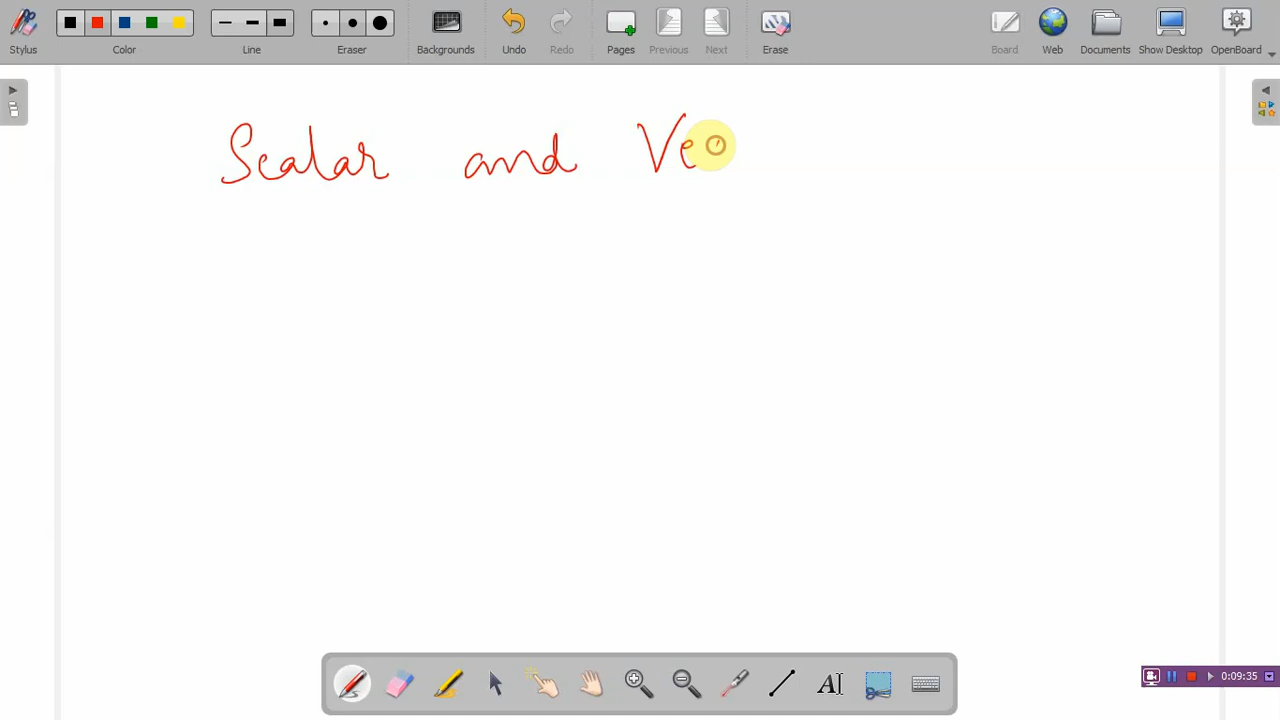 Stylus Color Line Eraser Backgrounds Undo Redo Pages Previous Next Erase Board Web Documents Show Desktop OpenBoard
Scalar and Ve
0:09:35